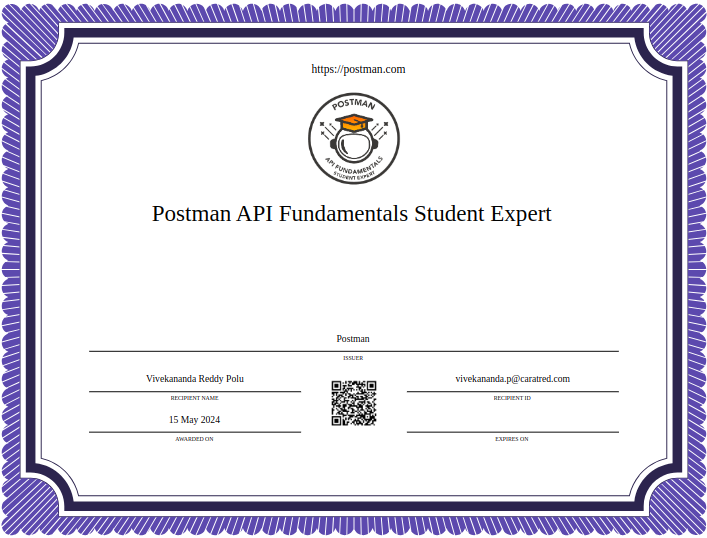 https://postman.com
POSTMAN
API FUNDAMENTALS
STUDENT EXPERT
Postman API Fundamentals Student Expert
Postman
ISSUER
Vivekananda Reddy Polu
RECIPIENT NAME
vivekananda.p@caratred.com
RECIPIENT ID
15 May 2024
AWARDED ON
EXPIRES ON